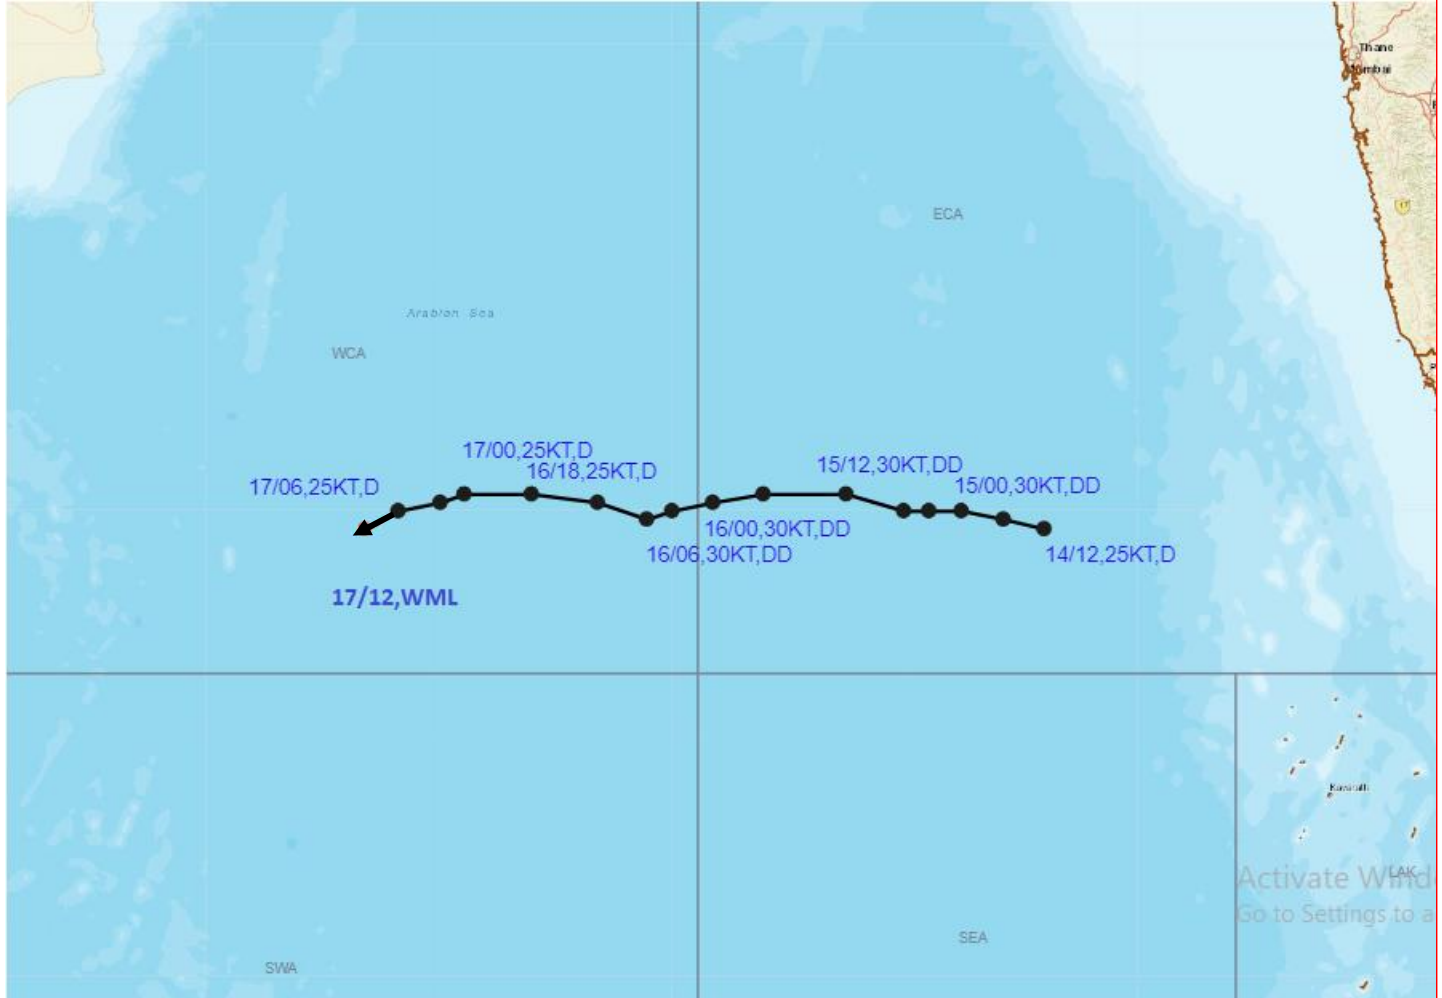 Thane
Mumbai
17
ECA
Arabian Sea
WCA
17/00,25KT,D
15/12,30KT,DD
16/18,25KT,D
17/06,25KT,D
15/00,30KT,DD
16/00,30KT,DD
16/06,30KT,DD
14/12,25KT,D
17/12,WML
Kavaratti
LAK
Activate Wind
Go to Settings to a
SEA
SWA